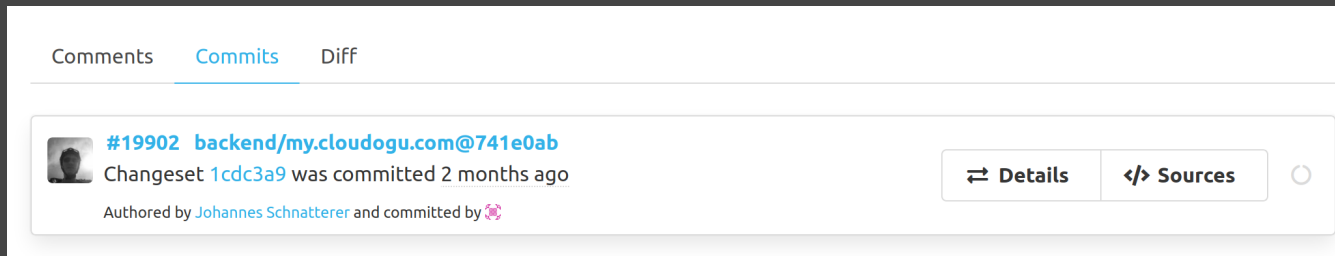 Comments Commits Diff
#19902 backend/my.cloudogu.com@741e0ab
Changeset 1cdc3a9 was committed 2 months ago
Authored by Johannes Schnatterer and committed by
Details </> Sources